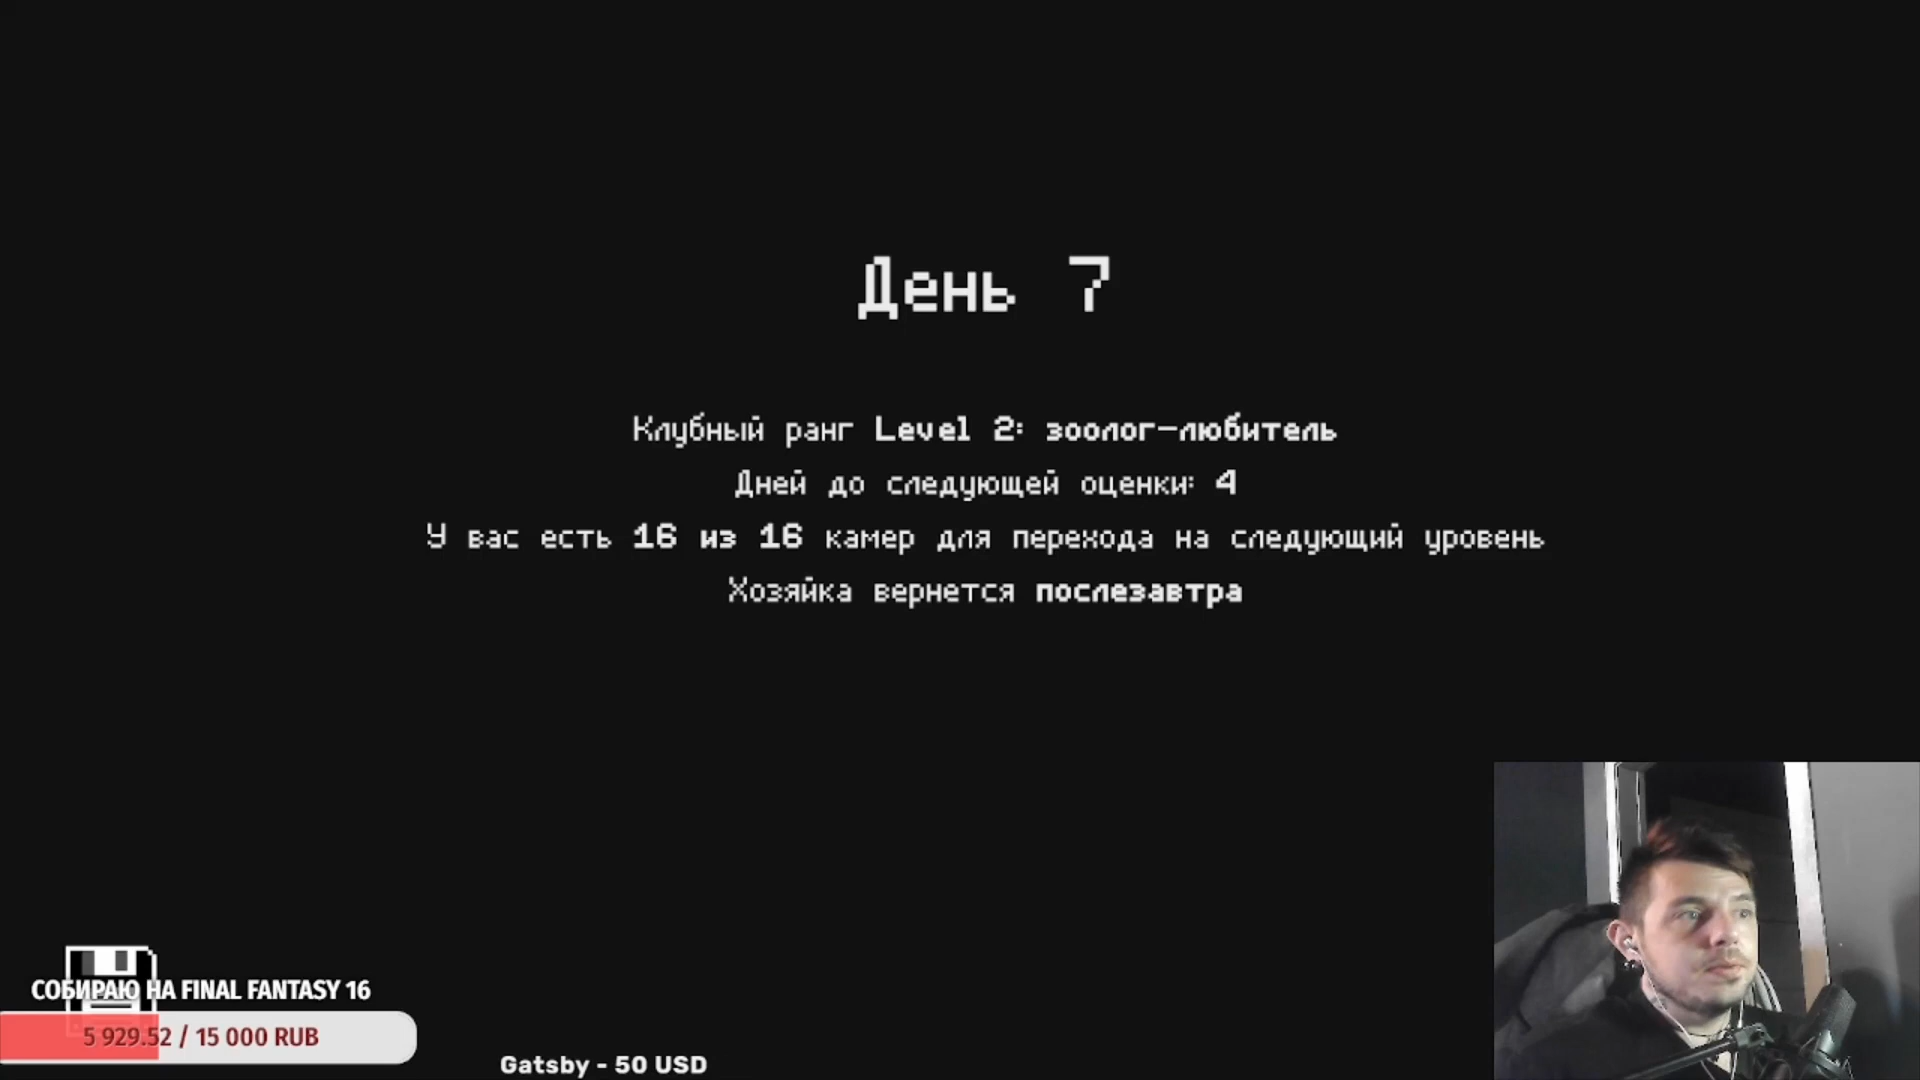 День 7
Клубный ранг Level 2: зоолог-любитель
Дней до следующей оценки: 4
У вас есть 16 из 16 камер для перехода на следующий уровень
Хозяйка вернется послезавтра
СОБИРАЮ НА FINAL FANTASY 16
5 929.52 / 15 000 RUB
Gatsby - 50 USD